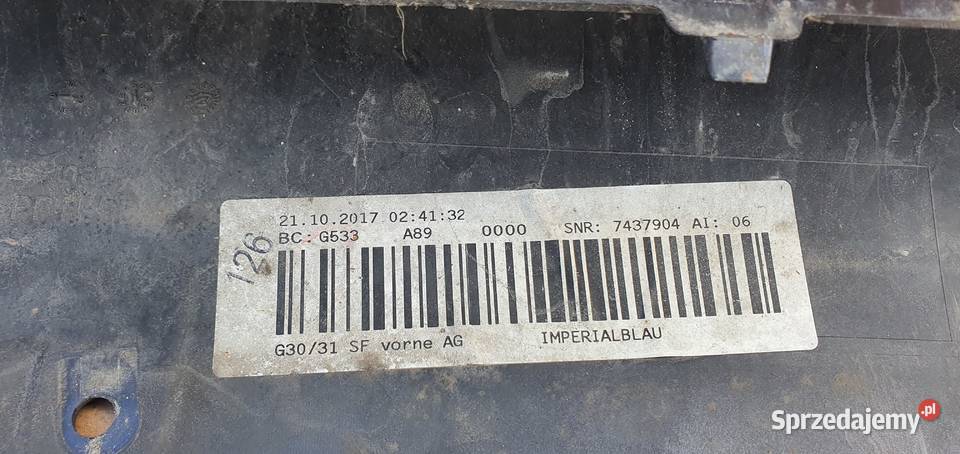 21.10.2017 02:41:32
BC: G533 A89 0000 SNR: 7437904 AI: 06
126
G30/31 SF vorne AG IMPERIALBLAU
Sprzedajemy.pl